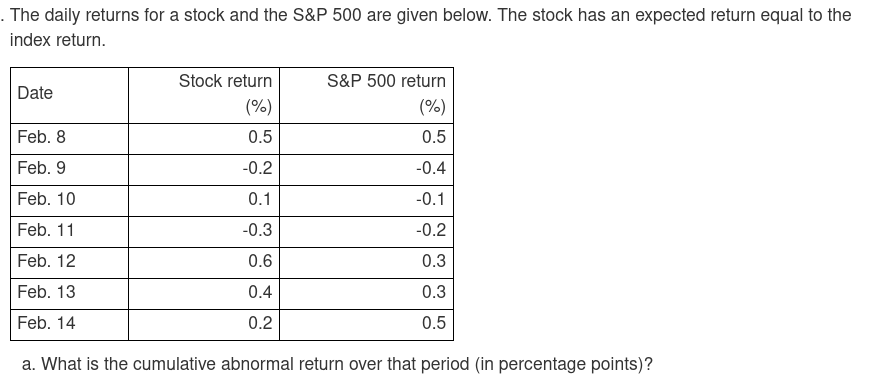 . The daily returns for a stock and the S&P 500 are given below. The stock has an expected return equal to the
index return.
Date Stock return (%) S&P 500 return (%)
Feb. 8 0.5 0.5
Feb. 9 -0.2 -0.4
Feb. 10 0.1 -0.1
Feb. 11 -0.3 -0.2
Feb. 12 0.6 0.3
Feb. 13 0.4 0.3
Feb. 14 0.2 0.5
a. What is the cumulative abnormal return over that period (in percentage points)?